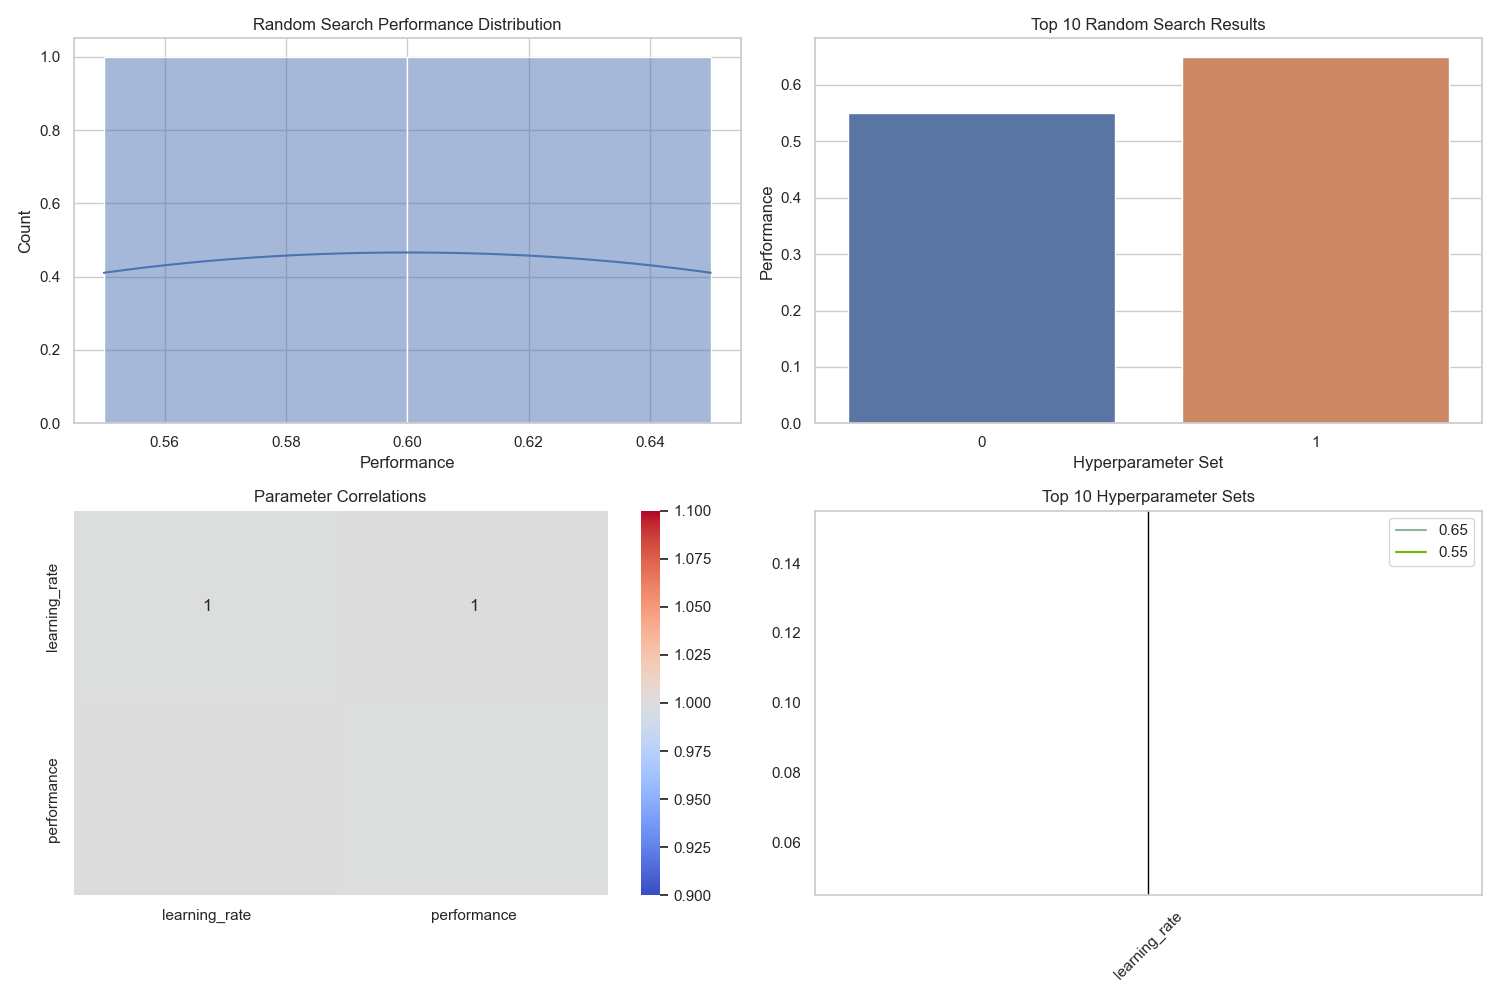 Random Search Performance Distribution
1.0
0.8
0.6
0.4
0.2
0.0
Count
0.56 0.58 0.60 0.62 0.64
Performance
Top 10 Random Search Results
0.6
0.5
0.4
0.3
0.2
0.1
0.0
Performance
0 1
Hyperparameter Set
Parameter Correlations
learning_rate
performance
1 1
learning_rate performance
1.100
1.075
1.050
1.025
1.000
0.975
0.950
0.925
0.900
Top 10 Hyperparameter Sets
0.65
0.55
0.14
0.12
0.10
0.08
0.06
learning_rate